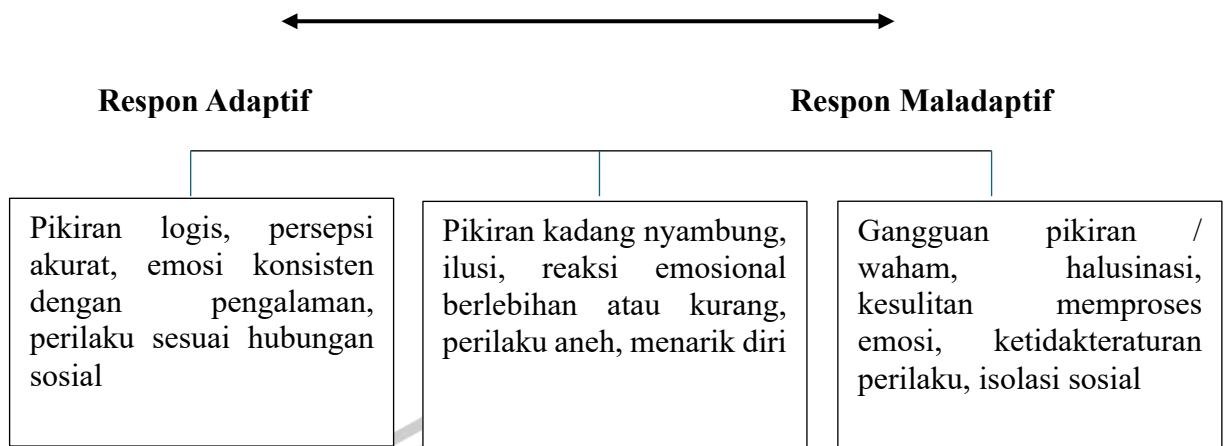 Respon Adaptif
Respon Maladaptif
Pikiran logis, persepsi
akurat, emosi konsisten
dengan pengalaman,
perilaku sesuai hubungan
sosial
Pikiran kadang nyambung,
ilusi, reaksi emosional
berlebihan atau kurang,
perilaku aneh, menarik diri
Gangguan pikiran /
waham, halusinasi,
kesulitan memproses
emosi, ketidakteraturan
perilaku, isolasi sosial